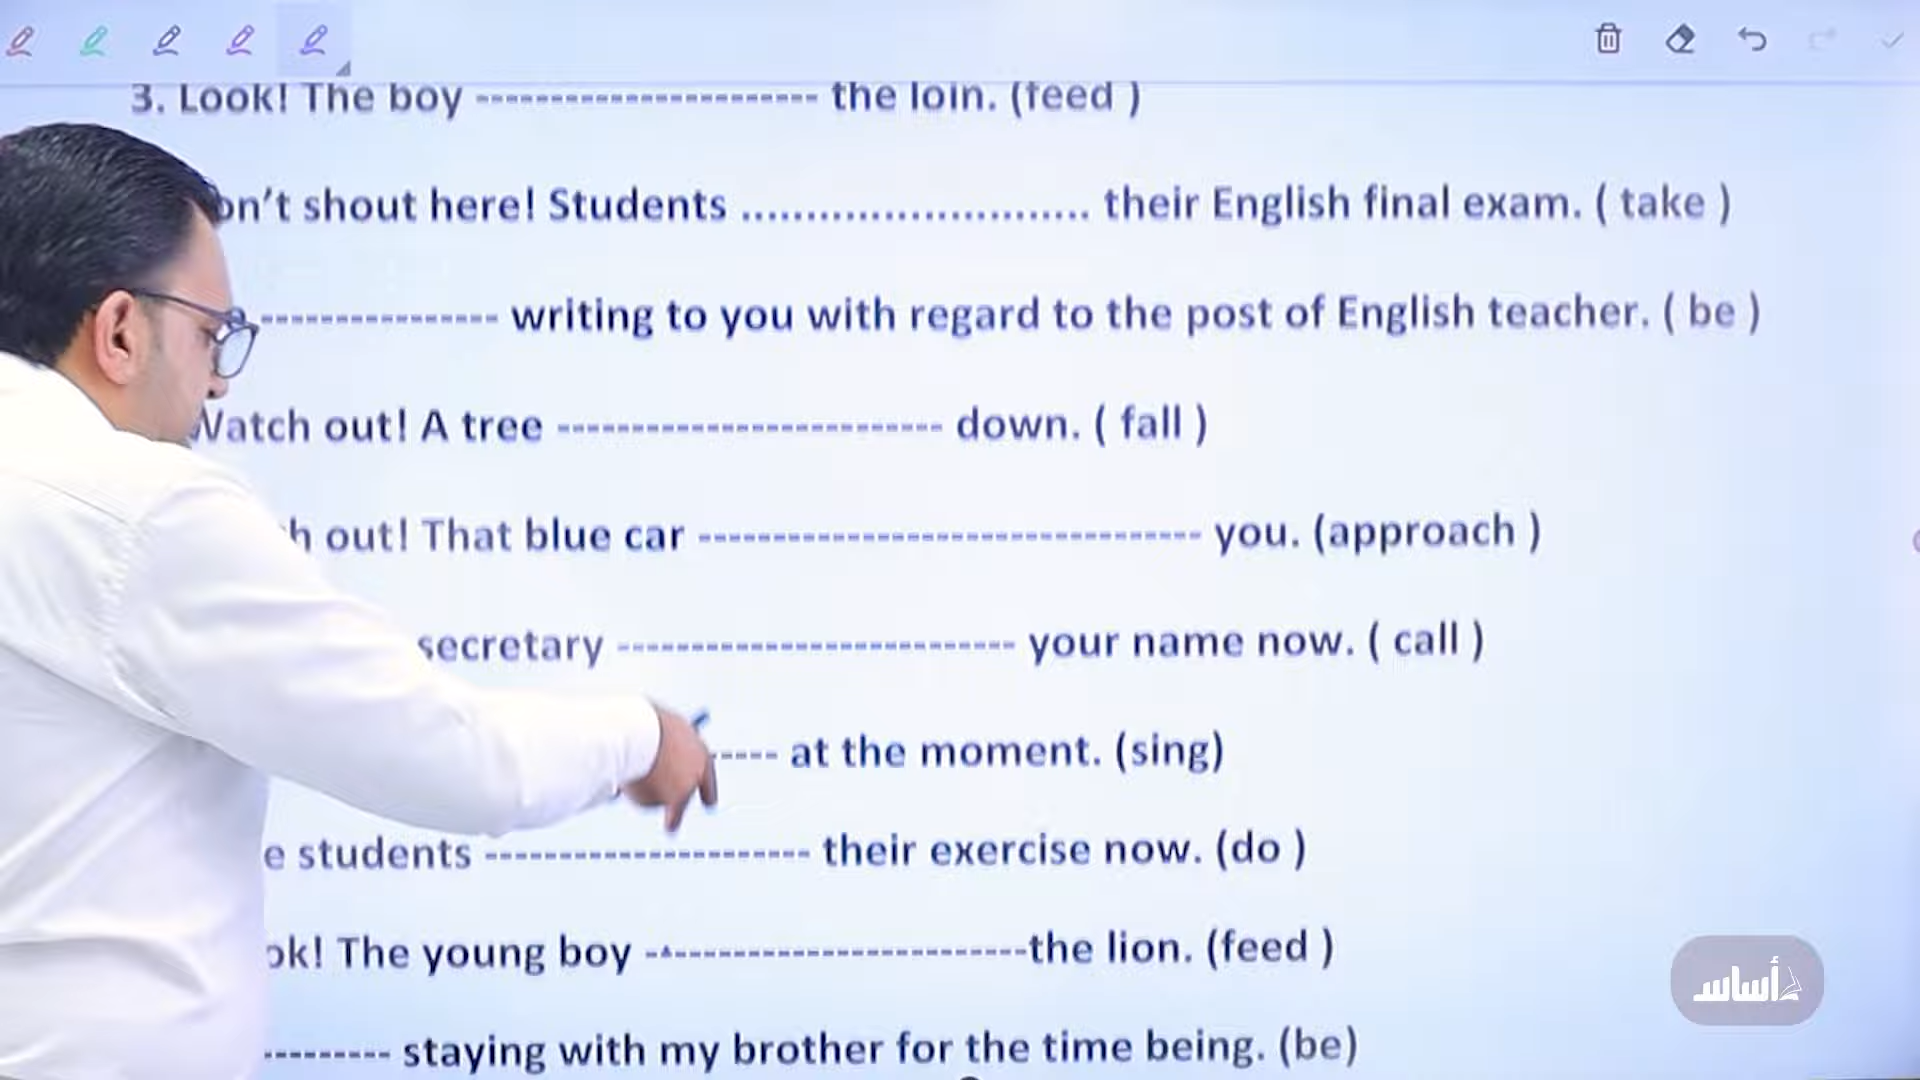 3. Look! The boy ----------------------- the loin. (feed )
on't shout here! Students ........................... their English final exam. ( take )
---------------- writing to you with regard to the post of English teacher. ( be )
Watch out! A tree -------------------------- down. ( fall )
h out! That blue car ---------------------------------- you. (approach )
secretary --------------------------- your name now. ( call )
----- at the moment. (sing)
e students ---------------------- their exercise now. (do )
ok! The young boy -------------------------the lion. (feed )
--------- staying with my brother for the time being. (be)
أساس